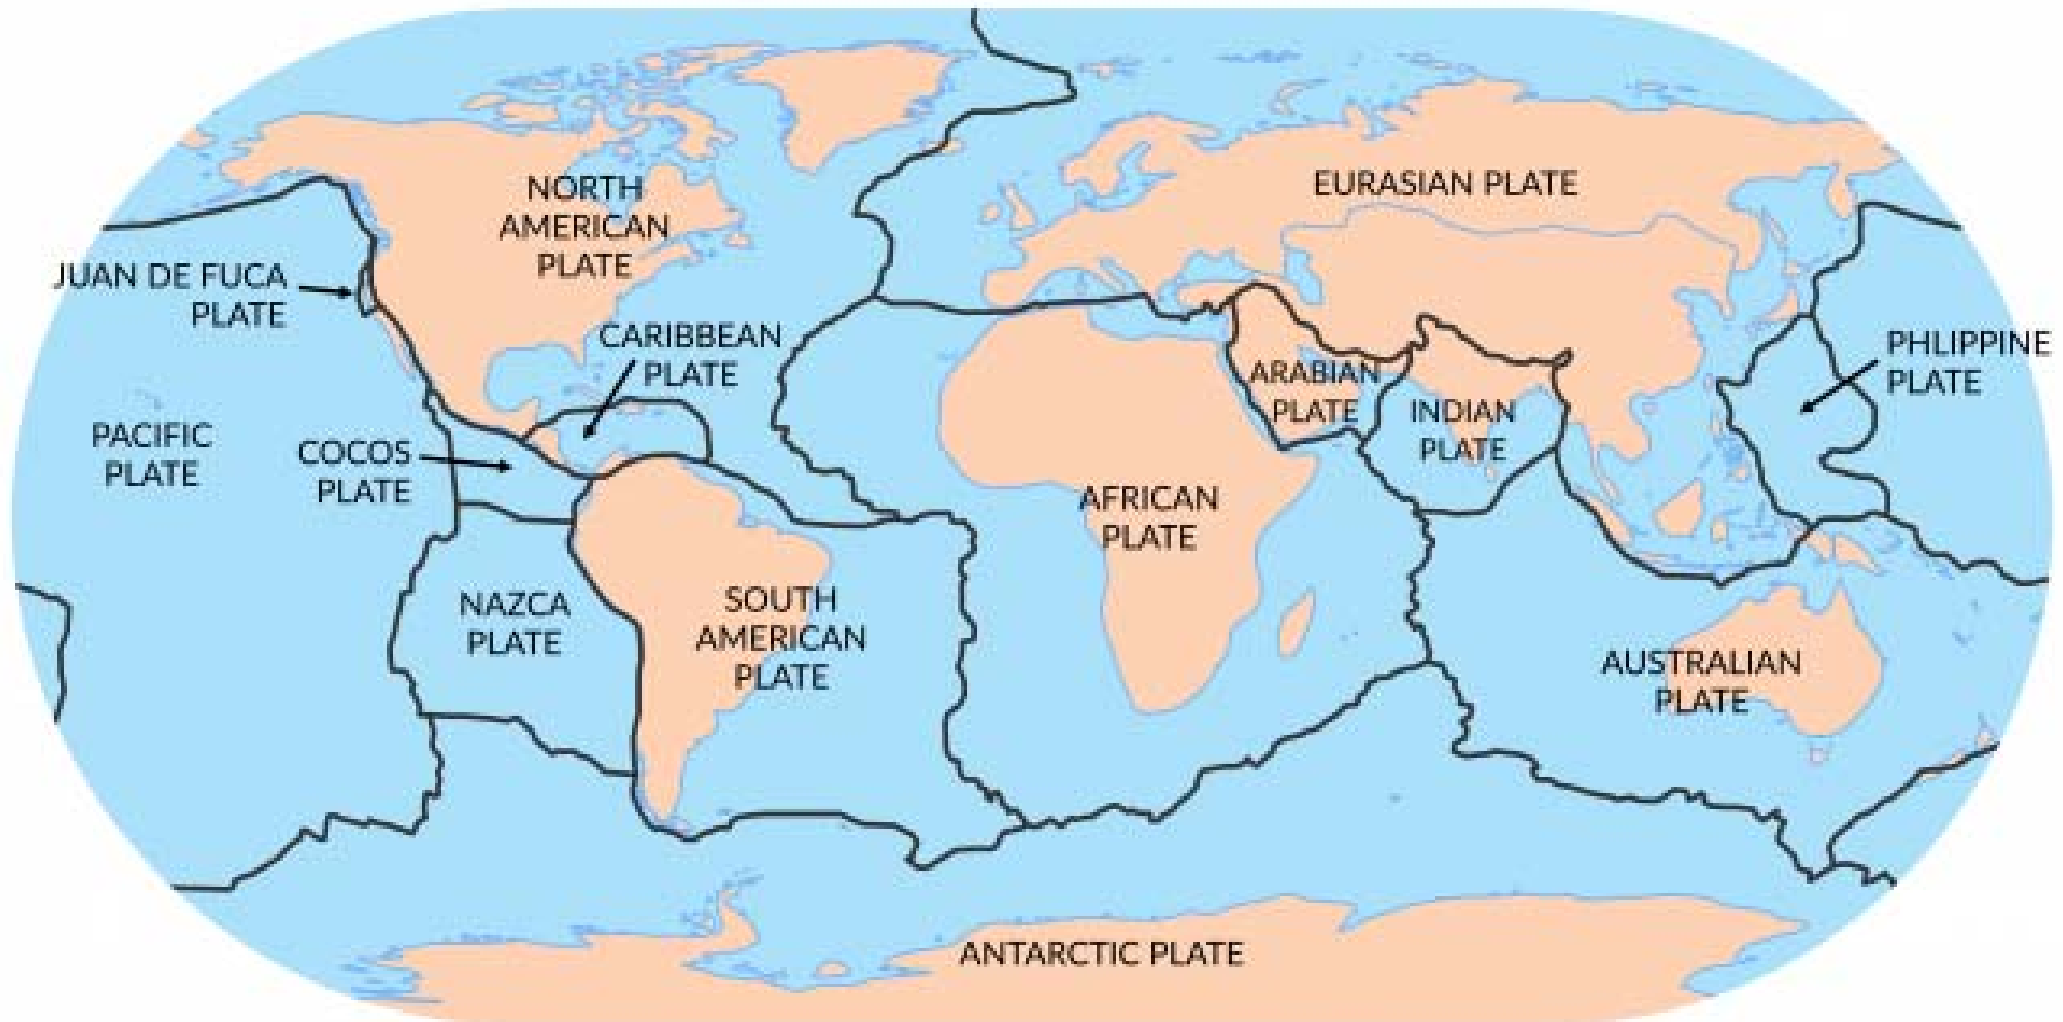 NORTH
AMERICAN
PLATE
EURASIAN PLATE
JUAN DE FUCA
PLATE
CARIBBEAN
PLATE
PHLIPPINE
PLATE
ARABIAN
PLATE
INDIAN
PLATE
PACIFIC
PLATE
COCOS
PLATE
AFRICAN
PLATE
NAZCA
PLATE
SOUTH
AMERICAN
PLATE
AUSTRALIAN
PLATE
ANTARCTIC PLATE